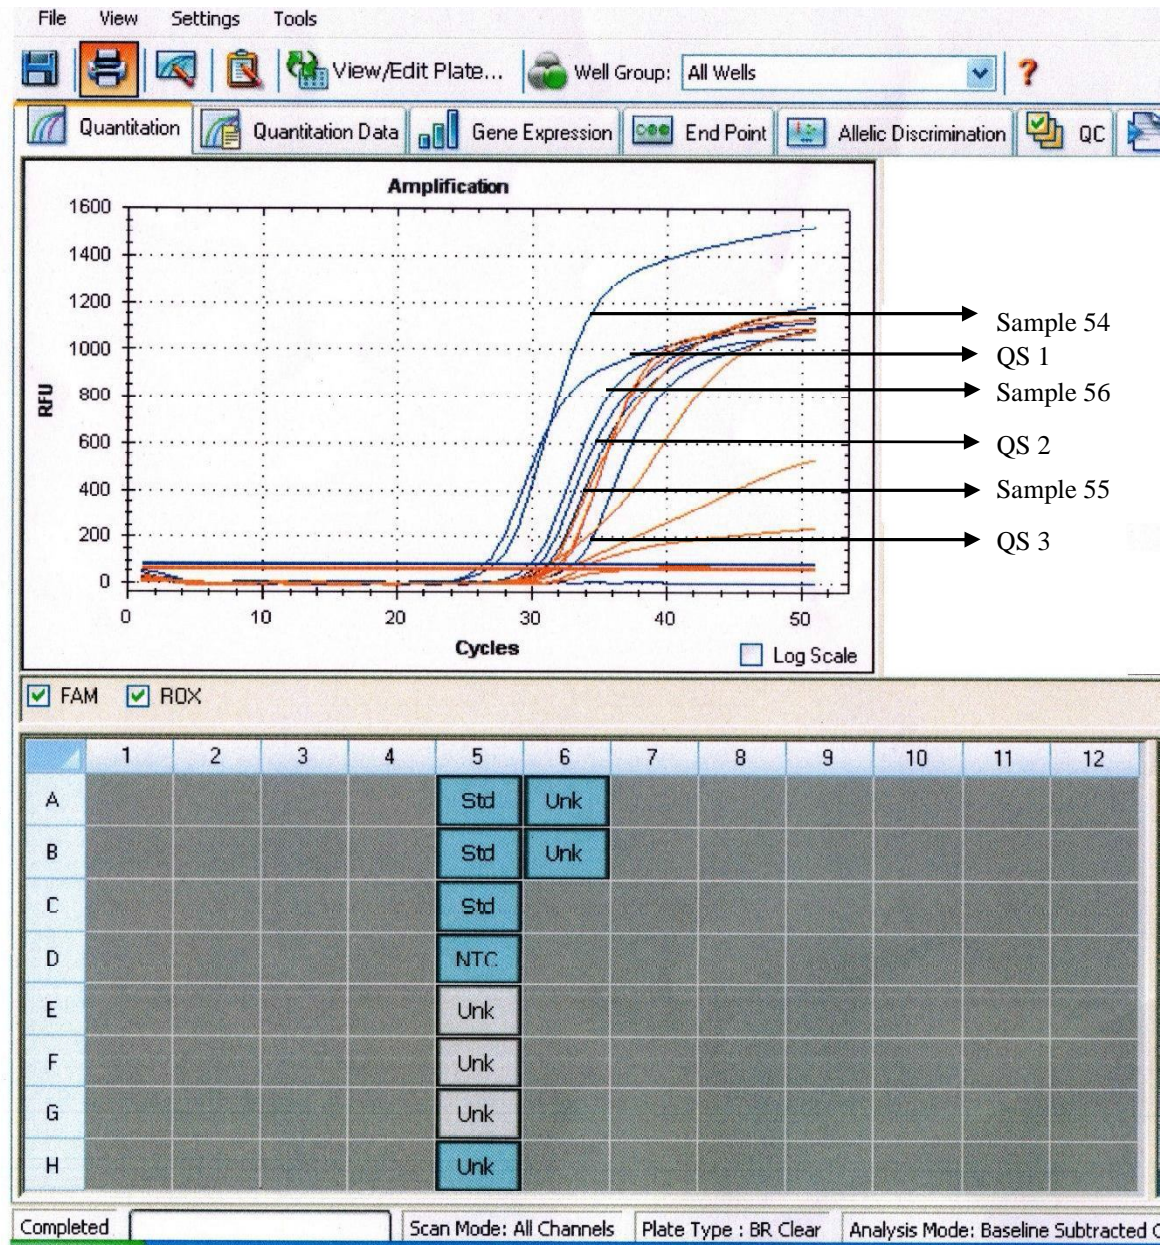 File View Settings Tools
View/Edit Plate... Well Group: All Wells ?
Quantitation Quantitation Data Gene Expression End Point Allelic Discrimination QC
Amplification
1600
1400
1200
1000
800
600
400
200
0
RFU
0 10 20 30 40 50
Cycles
Log Scale
Sample 54
QS 1
Sample 56
QS 2
Sample 55
QS 3
FAM ROX
1 2 3 4 5 6 7 8 9 10 11 12
A Std Unk
B Std Unk
C Std
D NTC
E Unk
F Unk
G Unk
H Unk
Completed Scan Mode: All Channels Plate Type : BR Clear Analysis Mode: Baseline Subtracted